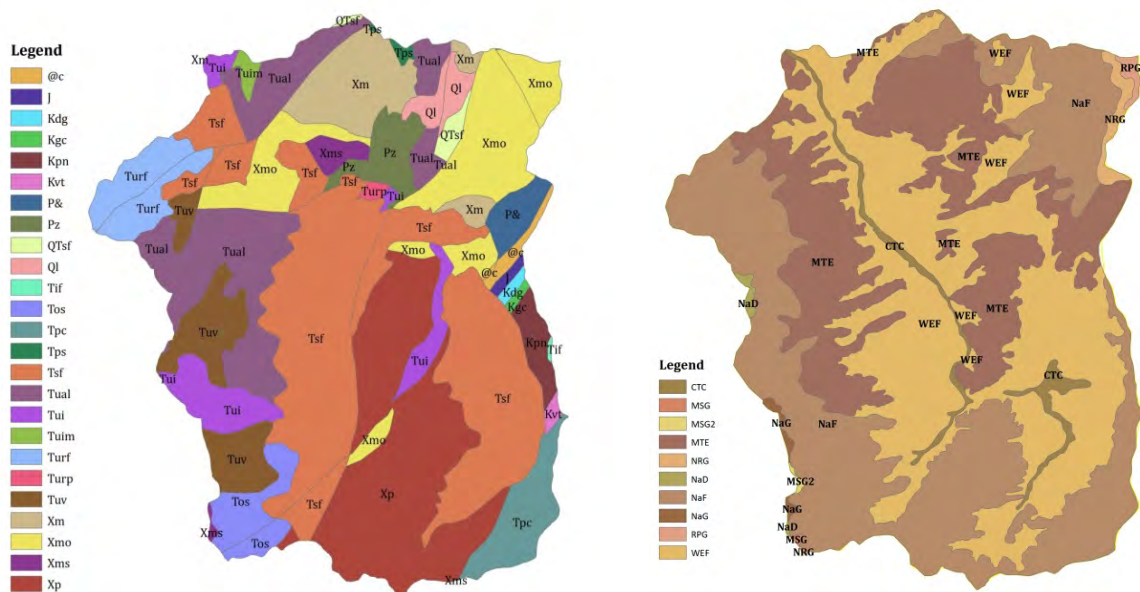 Legend
@c
J
Kdg
Kgc
Kpn
Kvt
P&
Pz
QTsf
Ql
Tif
Tos
Tpc
Tps
Tsf
Tual
Tui
Tuim
Turf
Turp
Tuv
Xm
Xmo
Xms
Xp
QTsf
Tps
Xm
Tui
Tuim
Tual
Tps
Tual
Xm
Xm
Ql
Xmo
Ql
Tsf
QTsf
Xmo
Xms
Pz
Tual
Tual
Turf
Tsf
Xmo
Tsf
Pz
Tsf
Tsf
Turp
Tui
Turf
Tuv
Xm
P&
Tual
Tual
Tsf
Xmo
Xmo
@c
@c
J
Kdg
Kgc
Tuv
Tsf
Kpn
Tif
Tui
Tui
Tsf
Tui
Kvt
Xmo
Tuv
Xp
Tos
Tsf
Tpc
Xms
Tos
Xms
MTE
WEF
RPG
WEF
NaF
NRG
MTE
WEF
CTC
MTE
MTE
NaD
MTE
WEF
WEF
WEF
CTC
NaG
NaF
MSG2
NaG
NaD
MSG
NRG
Legend
CTC
MSG
MSG2
MTE
NRG
NaD
NaF
NaG
RPG
WEF